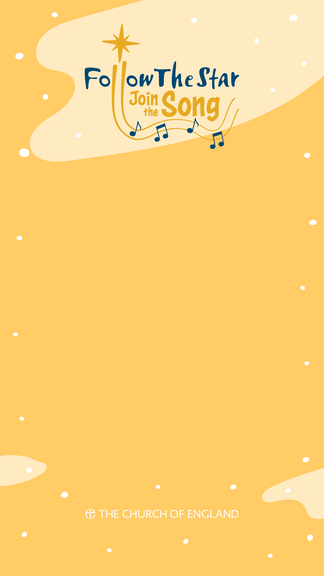 FollowTheStar
Join
the Song
THE CHURCH OF ENGLAND